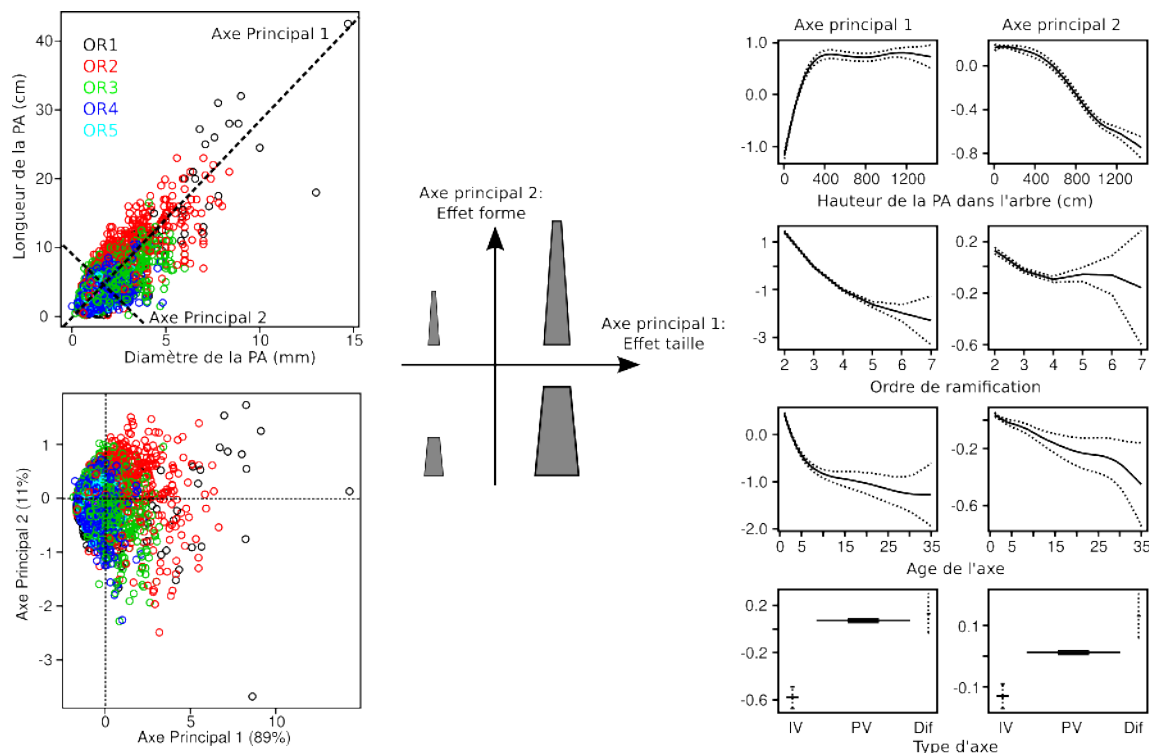 Longueur de la PA (cm)
40
30
20
10
0
OR1
OR2
OR3
OR4
OR5
Axe Principal 1
Axe Principal 2
0
5
10
15
Diamètre de la PA (mm)
Axe Principal 2 (11%)
1
0
-1
-2
-3
0
5
10
Axe Principal 1 (89%)
Axe principal 2:
Effet forme
Axe principal 1:
Effet taille
Axe principal 1
Axe principal 2
1.0
0.0
-1.0
0
400
800
1200
0.0
-0.4
-0.8
0
400
800
1200
Hauteur de la PA dans l'arbre (cm)
1
-1
-3
2
3
4
5
6
7
0.2
-0.2
-0.6
2
3
4
5
6
7
Ordre de ramification
0.0
-1.0
-2.0
0
5
15
25
35
-0.2
-0.6
0
5
15
25
35
Age de l'axe
0.2
-0.2
-0.6
IV
PV
Dif
0.1
-0.1
IV
PV
Dif
Type d'axe